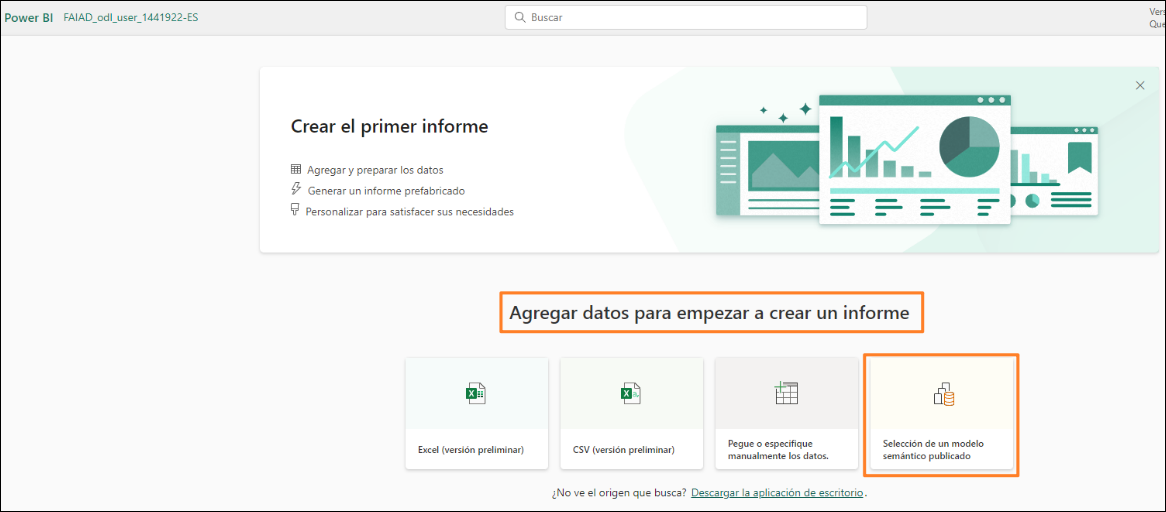 Power BI FAIAD_odl_user_1441922-ES
Buscar
Vers
Que
Crear el primer informe
Agregar y preparar los datos
Generar un informe prefabricado
Personalizar para satisfacer sus necesidades
Agregar datos para empezar a crear un informe
Excel (versión preliminar)
CSV (versión preliminar)
Pegue o especifique
manualmente los datos.
Selección de un modelo
semántico publicado
¿No ve el origen que busca? Descargar la aplicación de escritorio.